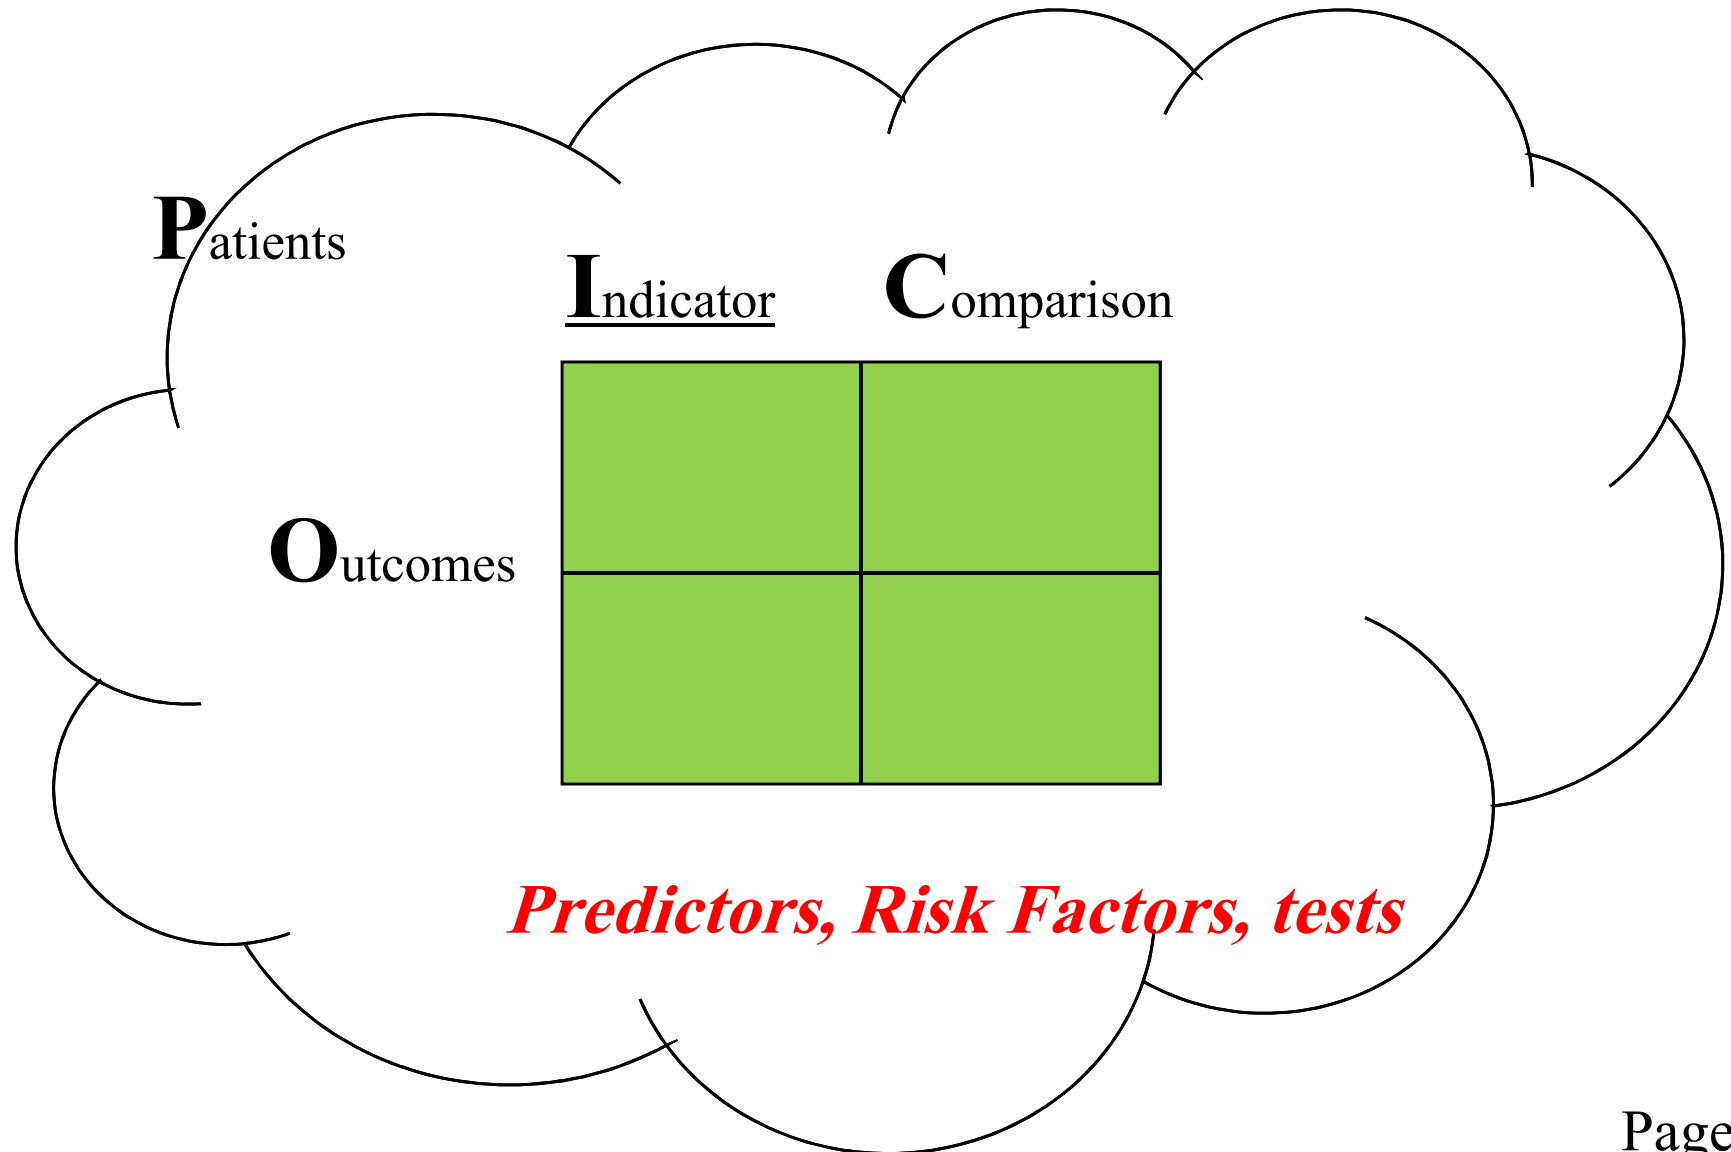 Patients
Indicator Comparison
Outcomes
Predictors, Risk Factors, tests
Page